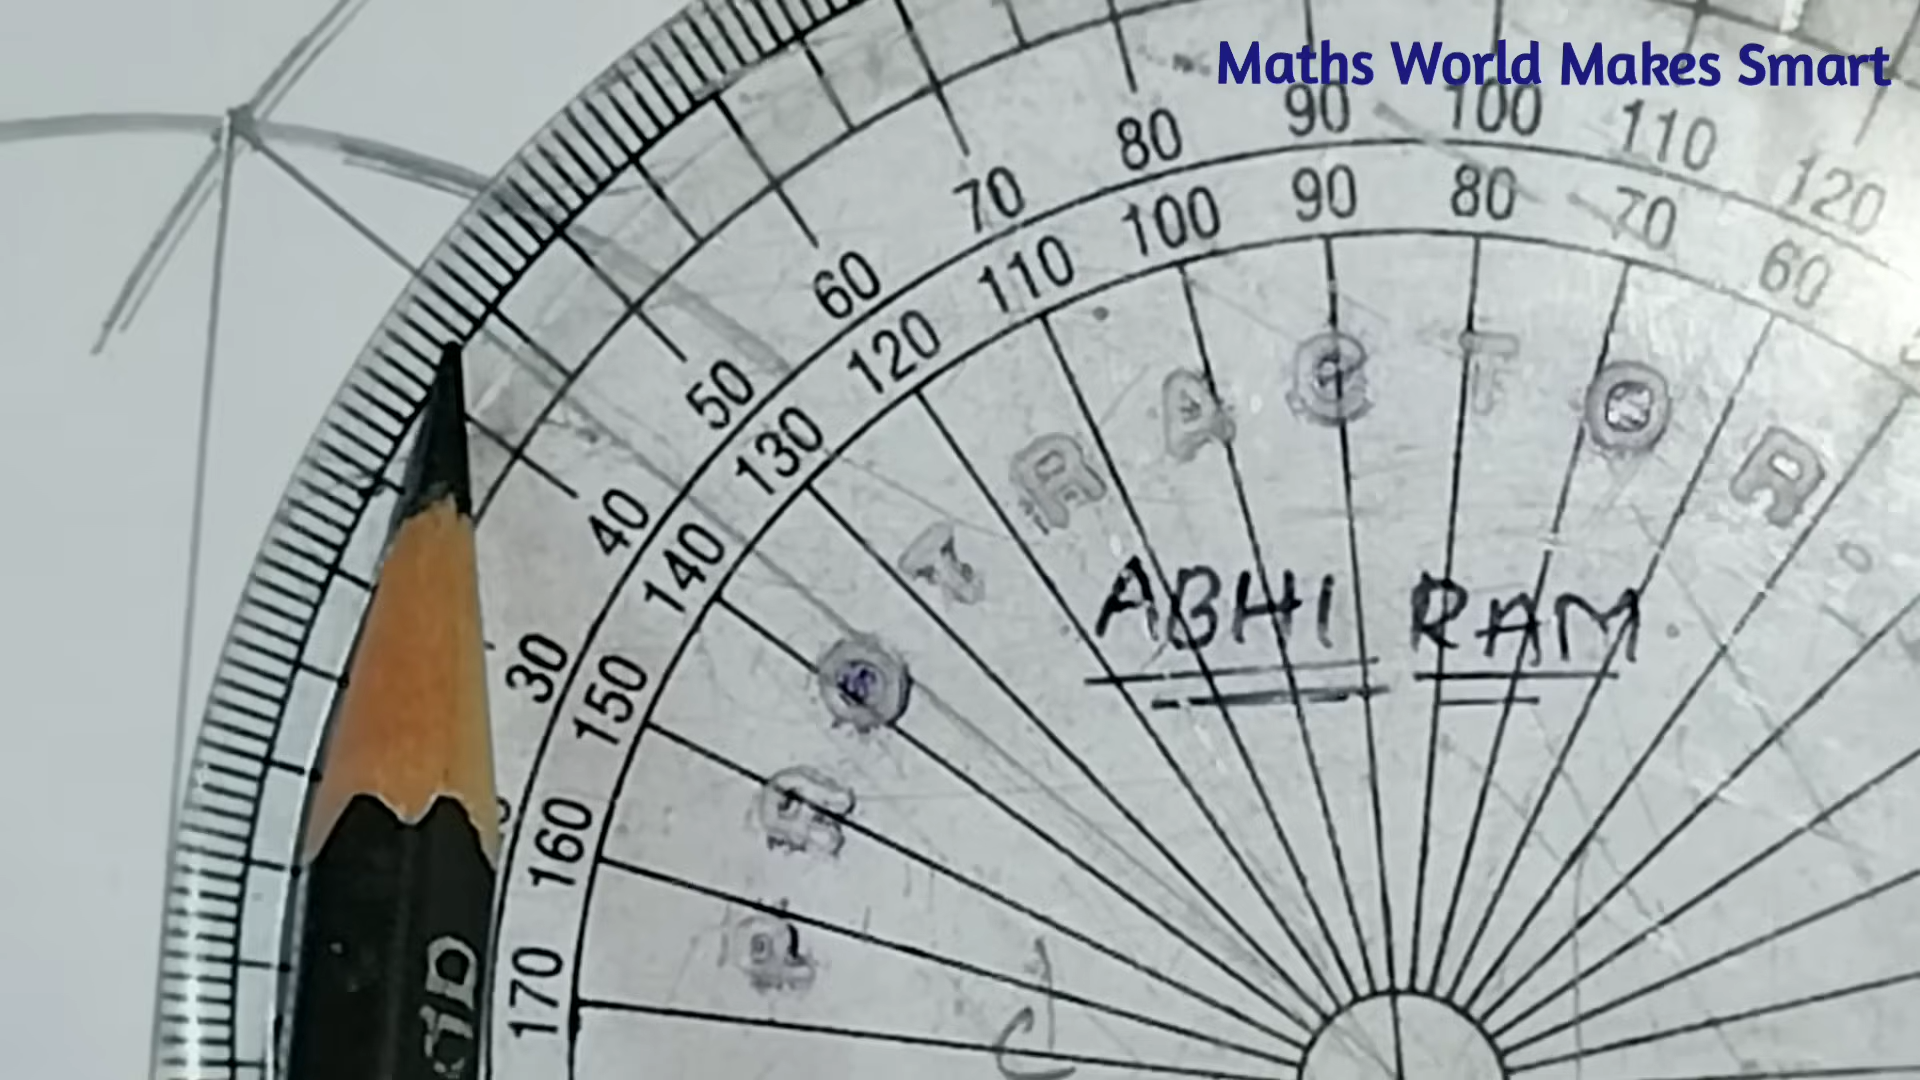 Maths World Makes Smart
30 40 50 60 70 80 90 100 110 120
170 160 150 140 130 120 110 100 90 80 70 60
PROTRACTOR
ABHI RAM
C